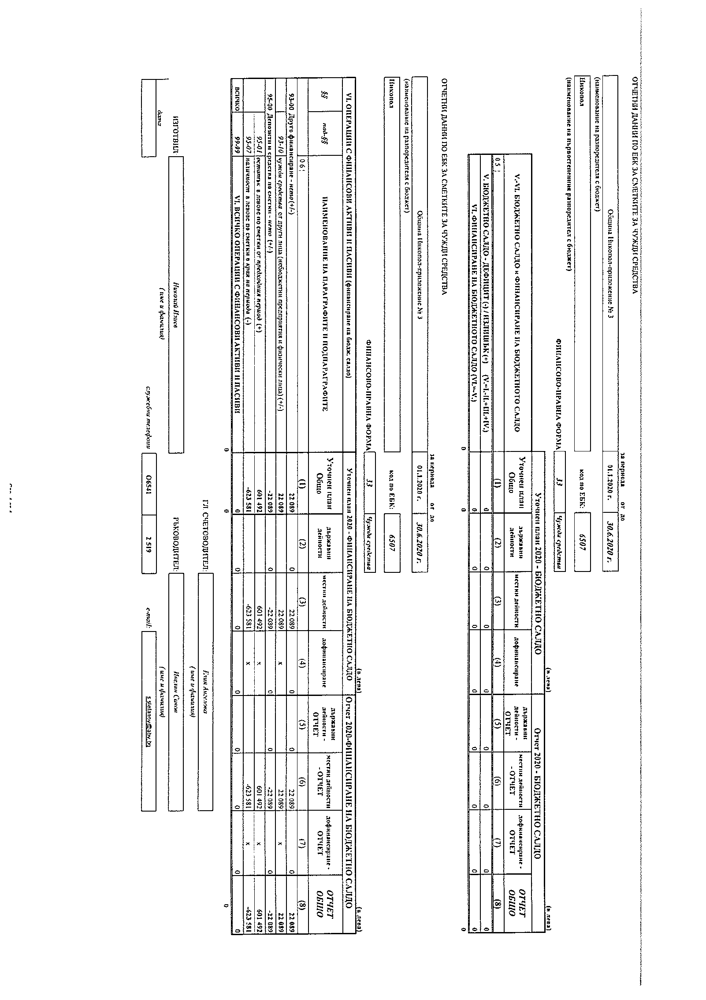 ОТЧЕТНИ ДАННИ ПО ЕБК ЗА СМЕТКИТЕ ЗА ЧУЖДИ СРЕДСТВА
за периода от до
Община Никопол-приложение № 3 01.1.2020 г. 30.6.2020 г.
(наименование на разпоредителя с бюджет)
Никопол код по ЕБК: 6507
(наименование на първостепенния разпоредител с бюджет)
ФИНАНСОВО-ПРАВНА ФОРМА 33 Чужди средства
(в лева) (в лева)
Уточнен план 2020 - БЮДЖЕТНО САЛДО Отчет 2020 - БЮДЖЕТНО САЛДО
V.-VI. БЮДЖЕТНО САЛДО и ФИНАНСИРАНЕ НА БЮДЖЕТНОТО САЛДО Уточнен план Общо държавни дейности местни дейности дофинансиране държавни дейности - ОТЧЕТ местни дейности - ОТЧЕТ дофинансиране - ОТЧЕТ ОТЧЕТ ОБЩО
0 5 (1) (2) (3) (4) (5) (6) (7) (8)
V. БЮДЖЕТНО САЛДО - ДЕФИЦИТ (-) / ИЗЛИШЪК (+) (V.=I.-II.+III.+IV.) 0 0 0 0 0 0 0 0
VI. ФИНАНСИРАНЕ НА БЮДЖЕТНОТО САЛДО (VI.=-V.) 0 0 0 0 0 0 0 0
0 0 0
ОТЧЕТНИ ДАННИ ПО ЕБК ЗА СМЕТКИТЕ ЗА ЧУЖДИ СРЕДСТВА
за периода от до
Община Никопол-приложение № 3 01.1.2020 г. 30.6.2020 г.
(наименование на разпоредителя с бюджет)
Никопол код по ЕБК: 6507
ФИНАНСОВО-ПРАВНА ФОРМА 33 Чужди средства
(в лева) (в лева)
VI. ОПЕРАЦИИ С ФИНАНСОВИ АКТИВИ И ПАСИВИ (финансиране на бюдж. салдо) Уточнен план 2020 - ФИНАНСИРАНЕ НА БЮДЖЕТНО САЛДО Отчет 2020-ФИНАНСИРАНЕ НА БЮДЖЕТНО САЛДО
§§ под-§§ НАИМЕНОВАНИЕ НА ПАРАГРАФИТЕ И ПОДПАРАГРАФИТЕ Уточнен план Общо държавни дейности местни дейности дофинансиране държавни дейности - ОТЧЕТ местни дейности - ОТЧЕТ дофинансиране - ОТЧЕТ ОТЧЕТ ОБЩО
0 6 (1) (2) (3) (4) (5) (6) (7) (8)
93-00 Друго финансиране - нето (+/-) 22 089 0 22 089 0 0 22 089 0 22 089
93-10 чужди средства от други лица (небюджетни предприятия и физически лица) (+/-) 22 089 22 089 x 22 089 x 22 089
95-00 Депозити и средства по сметки - нето (+/-) -22 089 0 -22 089 0 0 -22 089 0 -22 089
95-01 остатък в левове по сметки от предходния период (+) 601 492 601 492 x 601 492 x 601 492
95-07 наличност в левове по сметки в края на периода (-) -623 581 -623 581 x -623 581 x -623 581
всичко 99-99 VI. ВСИЧКО ОПЕРАЦИИ С ФИНАНСОВИ АКТИВИ И ПАСИВИ 0 0 0 0 0 0 0 0
0 0 0
ГЛ. СЧЕТОВОДИТЕЛ:
(име и фамилия)
ИЗГОТВИЛ: Николай Илиев РЪКОВОДИТЕЛ:
дата (име и фамилия) (име и фамилия)
служебни телефони 06541 2 519 e-mail: s stefanov@abv.bg